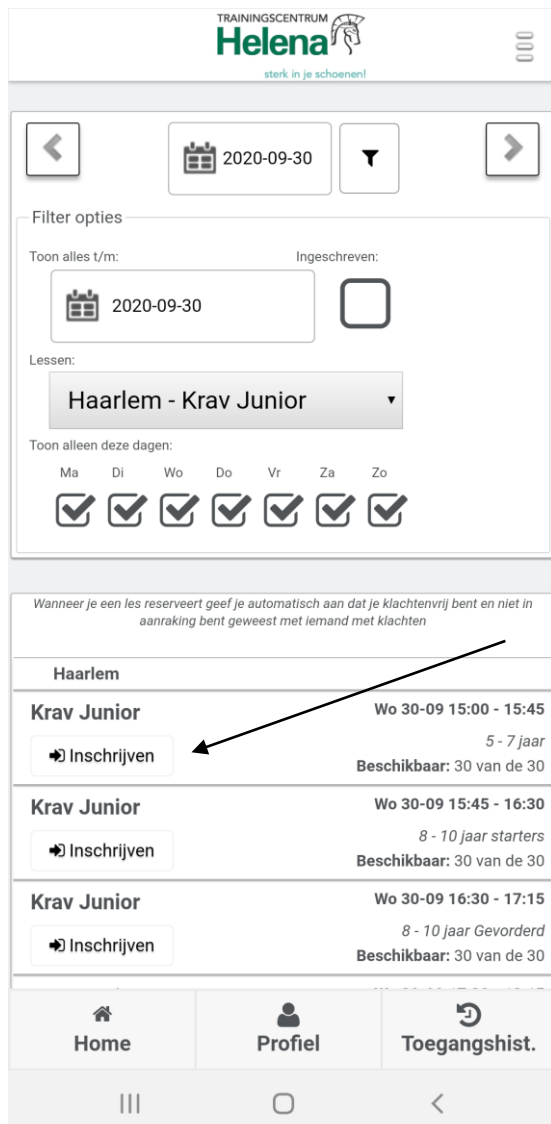 TRAININGSCENTRUM
Helena
sterk in je schoenen!
2020-09-30
Filter opties
Toon alles t/m: Ingeschreven:
2020-09-30
Lessen:
Haarlem - Krav Junior
Toon alleen deze dagen:
Ma Di Wo Do Vr Za Zo
Wanneer je een les reserveert geef je automatisch aan dat je klachtenvrij bent en niet in
aanraking bent geweest met iemand met klachten
Haarlem
Krav Junior Wo 30-09 15:00 - 15:45
5 - 7 jaar
Inschrijven
Beschikbaar: 30 van de 30
Krav Junior Wo 30-09 15:45 - 16:30
8 - 10 jaar starters
Inschrijven
Beschikbaar: 30 van de 30
Krav Junior Wo 30-09 16:30 - 17:15
8 - 10 jaar Gevorderd
Inschrijven
Beschikbaar: 30 van de 30
Home Profiel Toegangshist.